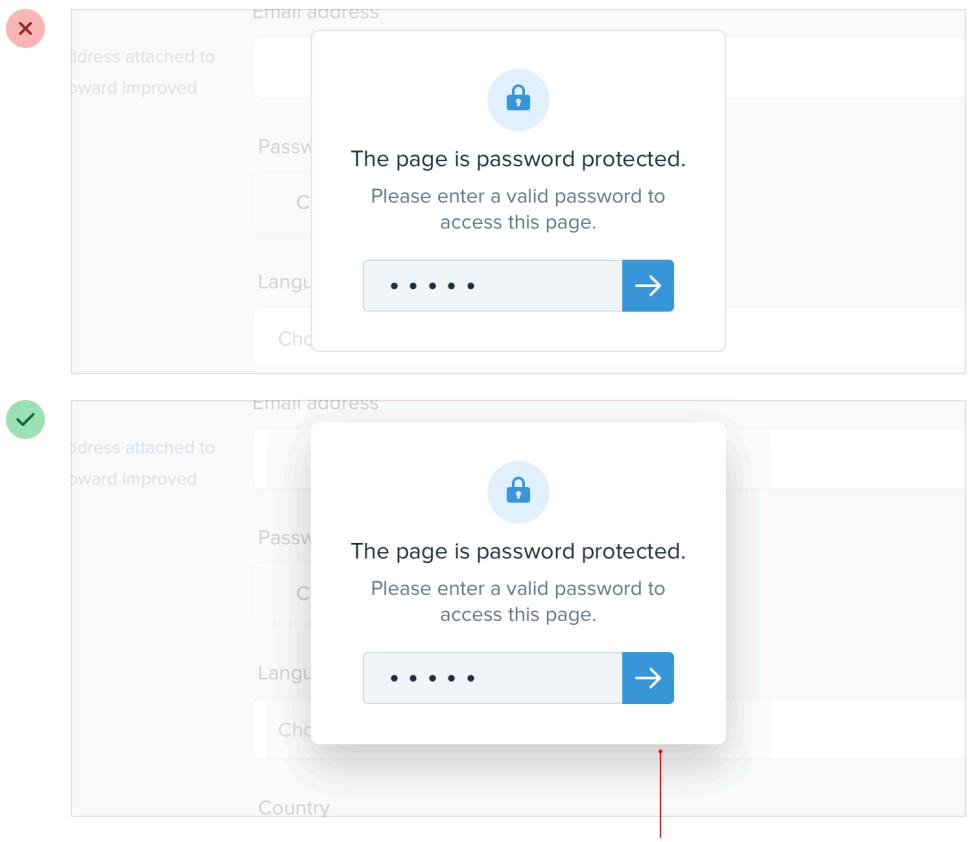 Email address
ddress attached to
oward improved
Passw
C
Langu
Cho
The page is password protected.
Please enter a valid password to
access this page.
Email address
ddress attached to
oward improved
Passw
C
Langu
Cho
Country
The page is password protected.
Please enter a valid password to
access this page.